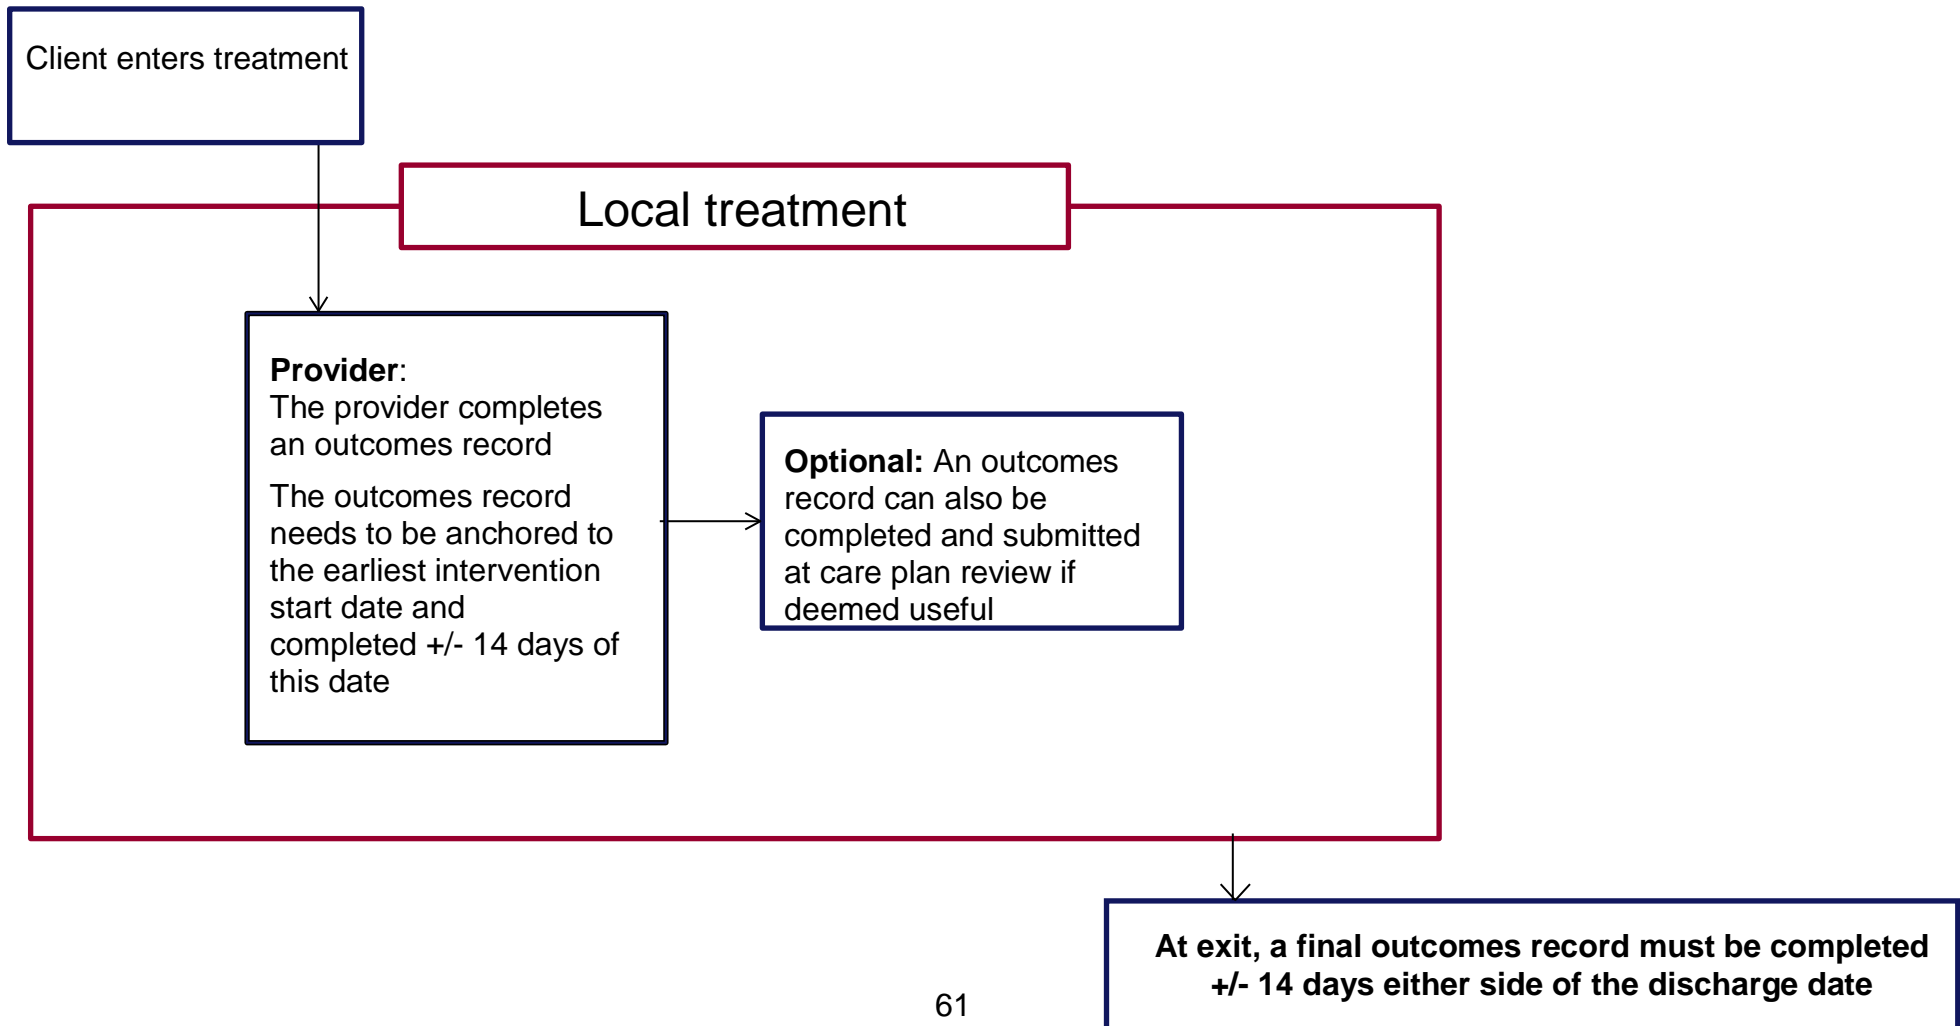 Client enters treatment
Local treatment
Provider:
The provider completes
an outcomes record
The outcomes record
needs to be anchored to
the earliest intervention
start date and
completed +/- 14 days of
this date
Optional: An outcomes
record can also be
completed and submitted
at care plan review if
deemed useful
At exit, a final outcomes record must be completed
+/- 14 days either side of the discharge date
61